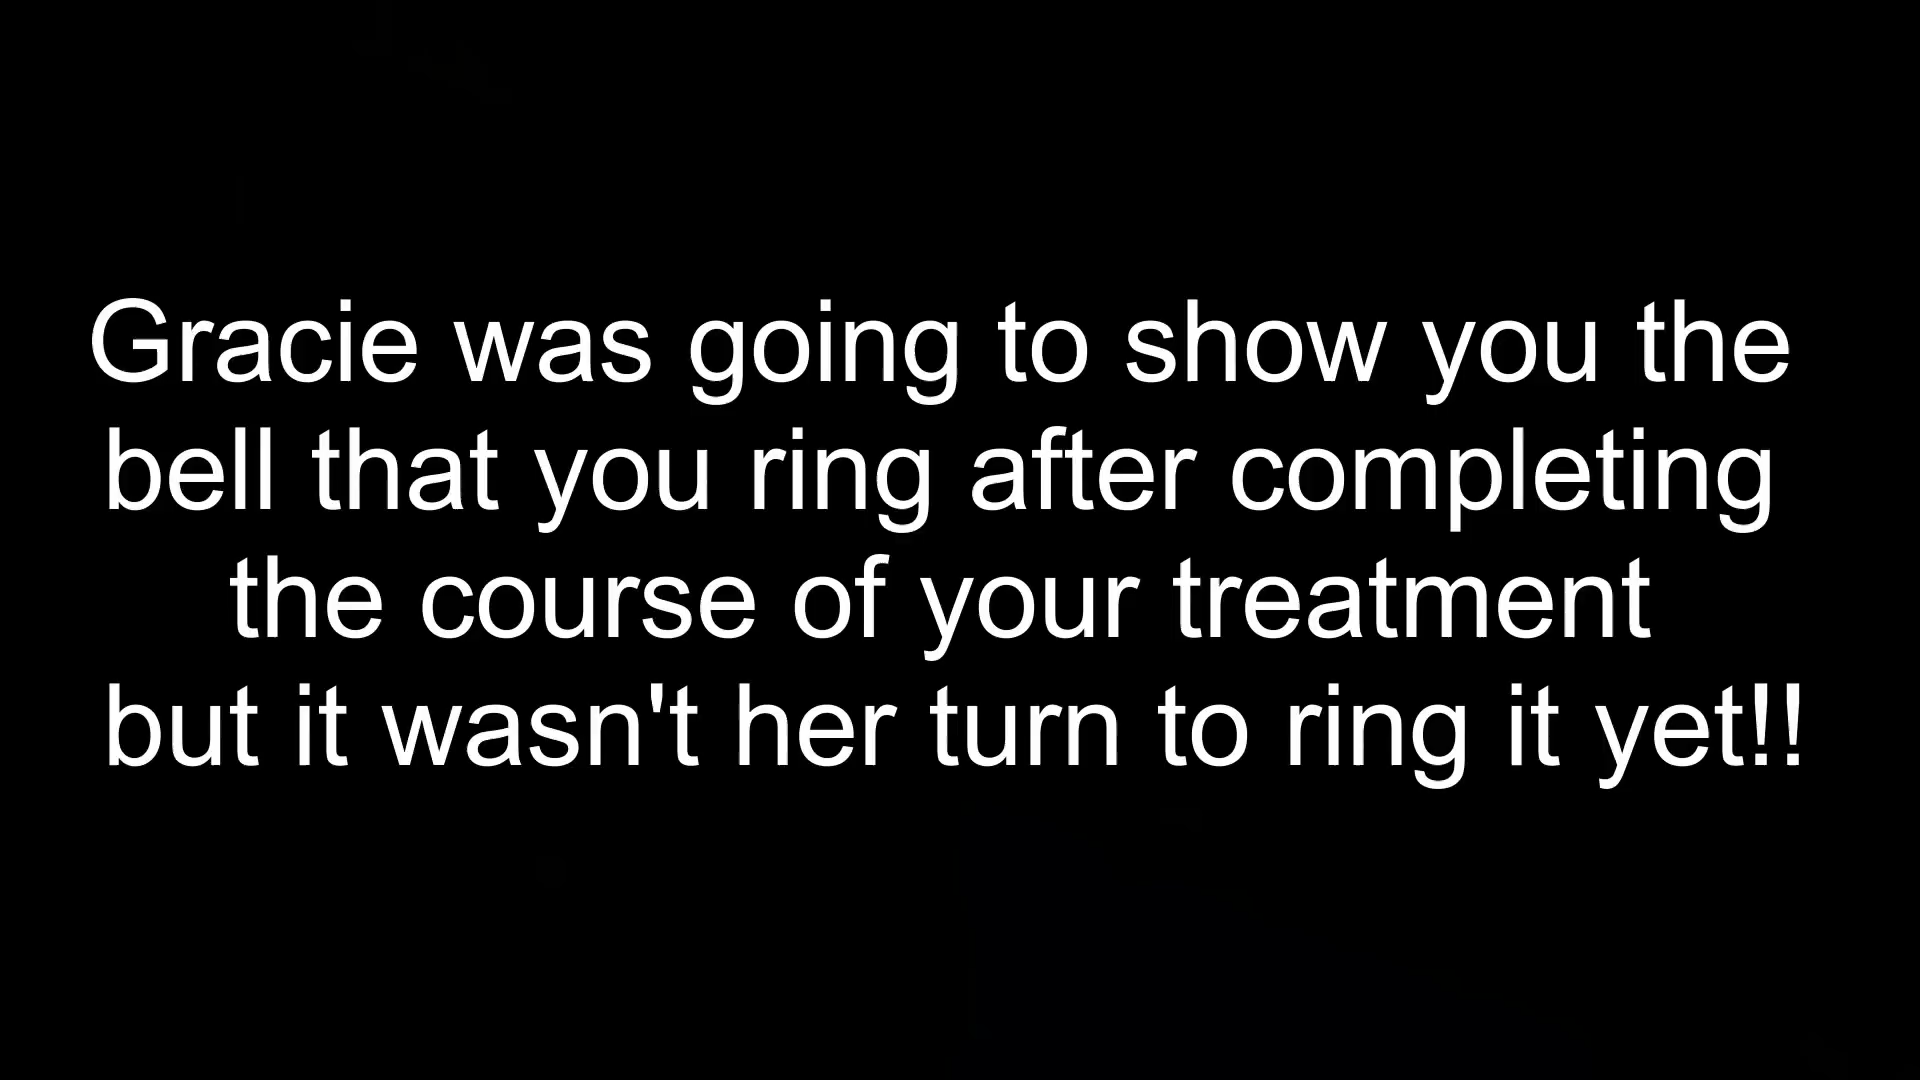 Gracie was going to show you the
bell that you ring after completing
the course of your treatment
but it wasn't her turn to ring it yet!!